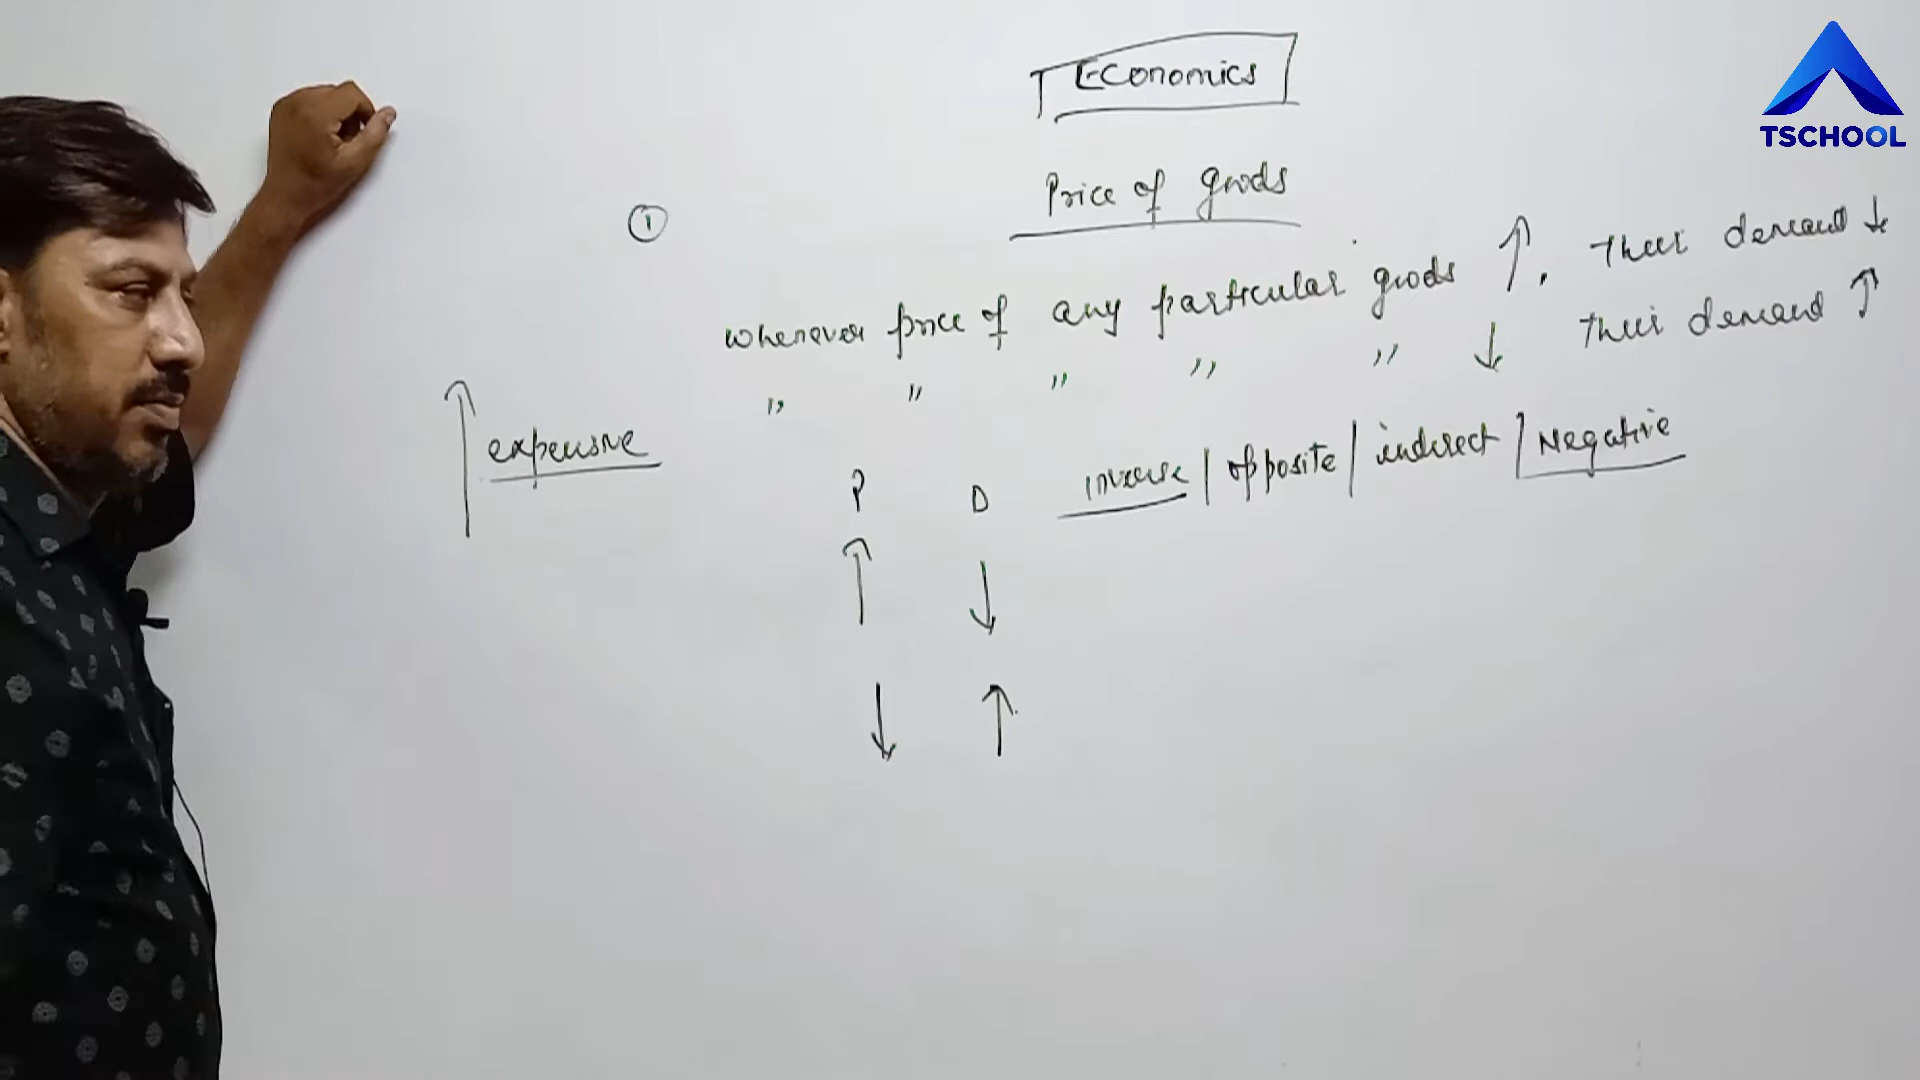 Economics
TSCHOOL
Price of goods
①
whenever price of any particular goods ↑, their demand ↓
" " " " " ↓ their demand ↑
↑ expensive
P D inverse / opposite / indirect / Negative
↑ ↓
↓ ↑